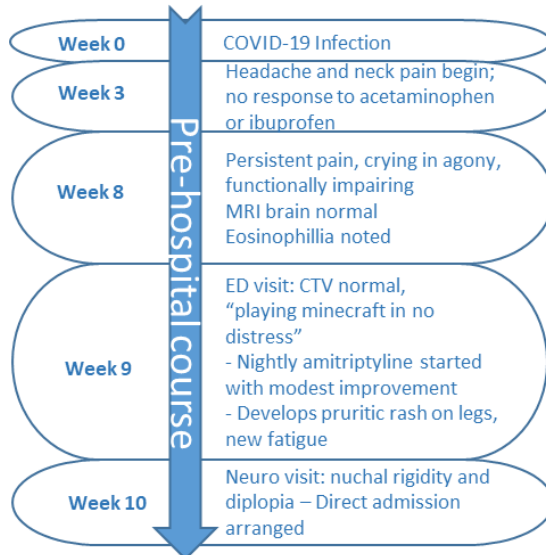 Pre-hospital course
Week 0
COVID-19 Infection
Week 3
Headache and neck pain begin;
no response to acetaminophen
or ibuprofen
Week 8
Persistent pain, crying in agony,
functionally impairing
MRI brain normal
Eosinophillia noted
Week 9
ED visit: CTV normal,
“playing minecraft in no
distress”
- Nightly amitriptyline started
with modest improvement
- Develops pruritic rash on legs,
new fatigue
Week 10
Neuro visit: nuchal rigidity and
diplopia – Direct admission
arranged